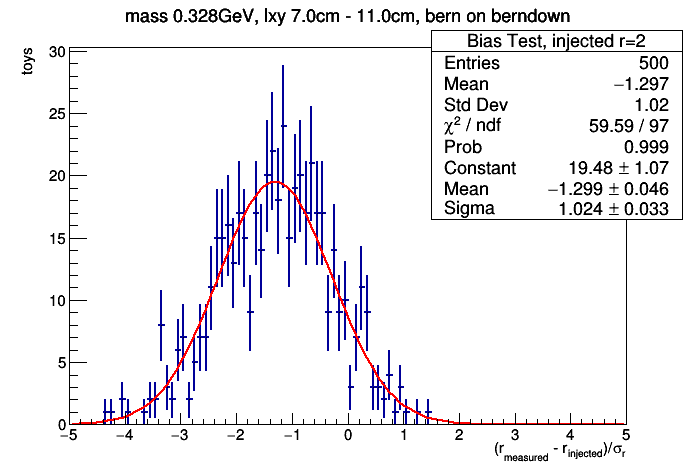 mass 0.328GeV, lxy 7.0cm - 11.0cm, bern on berndown
Bias Test, injected r=2
Entries 500
Mean −1.297
Std Dev 1.02
χ² / ndf 59.59 / 97
Prob 0.999
Constant 19.48 ± 1.07
Mean −1.299 ± 0.046
Sigma 1.024 ± 0.033
toys
30
25
20
15
10
5
0
−5 −4 −3 −2 −1 0 1 2 3 4 5
(r_measured - r_injected)/σ_r